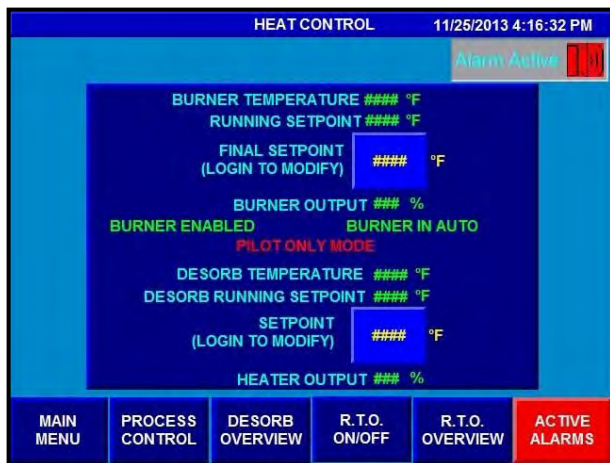 HEAT CONTROL 11/25/2013 4:16:32 PM
Alarm Active
BURNER TEMPERATURE #### °F
RUNNING SETPOINT #### °F
FINAL SETPOINT
(LOGIN TO MODIFY) #### °F
BURNER OUTPUT ### %
BURNER ENABLED BURNER IN AUTO
PILOT ONLY MODE
DESORB TEMPERATURE #### °F
DESORB RUNNING SETPOINT #### °F
SETPOINT
(LOGIN TO MODIFY) #### °F
HEATER OUTPUT ### %
MAIN MENU
PROCESS CONTROL
DESORB OVERVIEW
R.T.O. ON/OFF
R.T.O. OVERVIEW
ACTIVE ALARMS